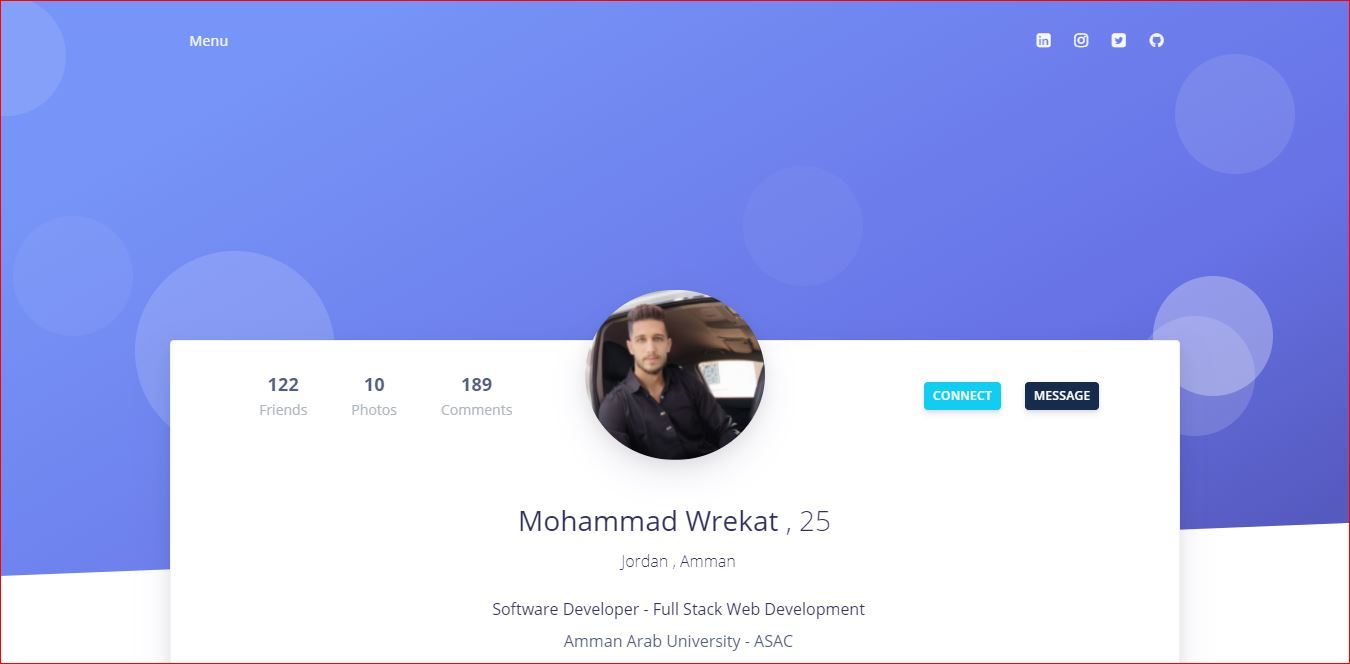 Menu
122 10 189
Friends Photos Comments
CONNECT MESSAGE
Mohammad Wrekat , 25
Jordan , Amman
Software Developer - Full Stack Web Development
Amman Arab University - ASAC